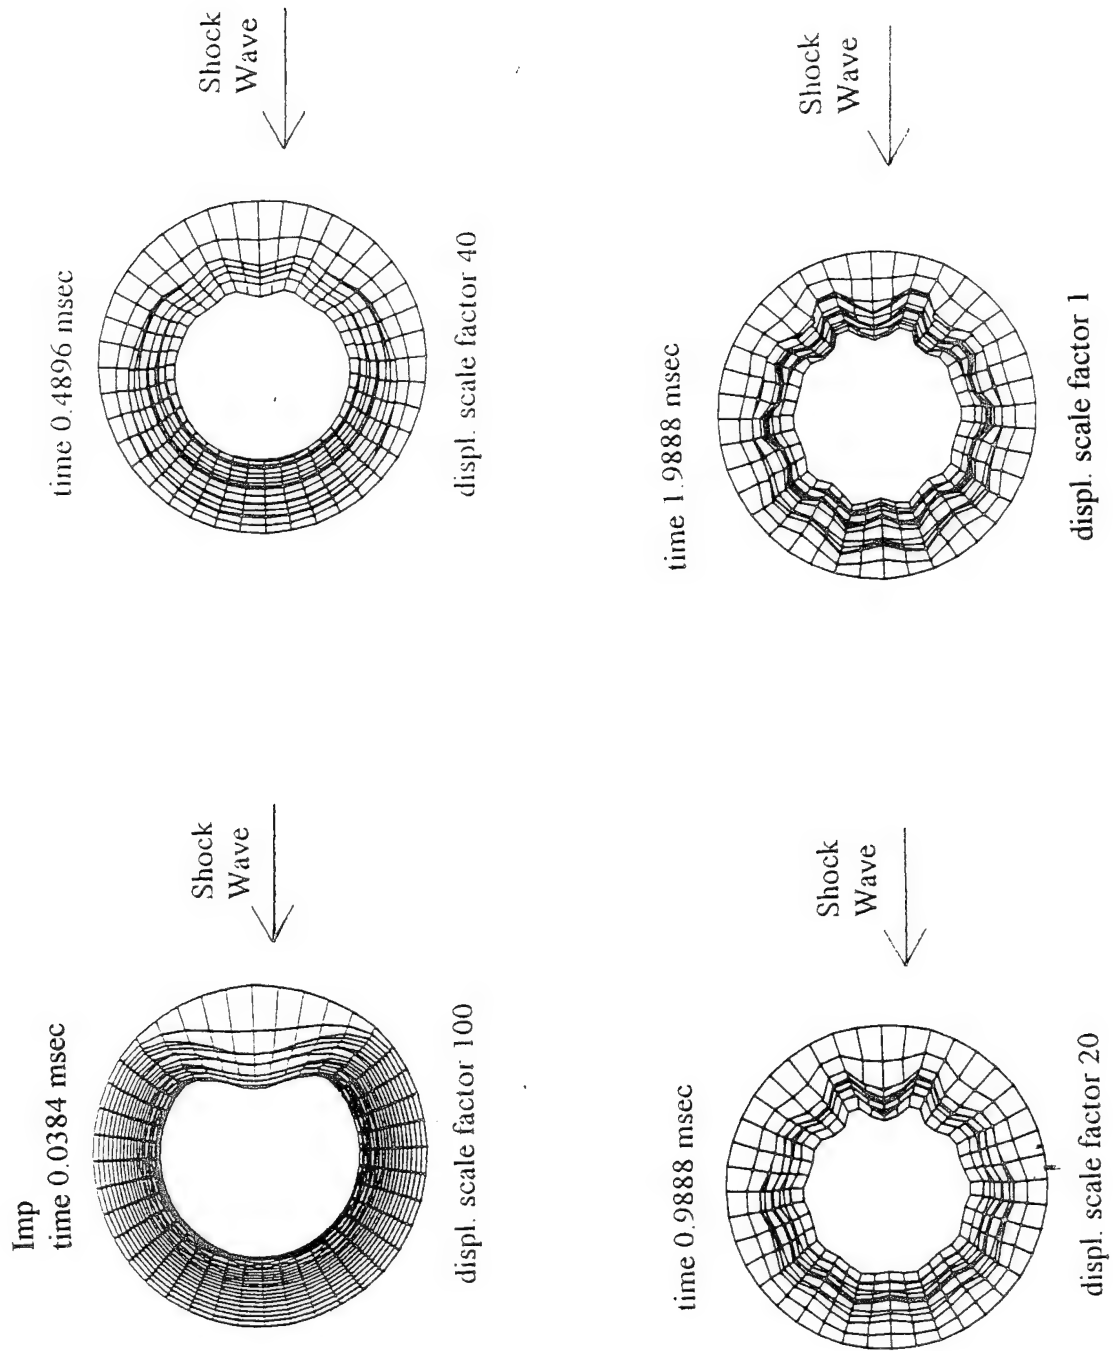 Imp
time 0.0384 msec
Shock
Wave
displ. scale factor 100
time 0.4896 msec
Shock
Wave
displ. scale factor 40
time 0.9888 msec
Shock
Wave
displ. scale factor 20
time 1.9888 msec
Shock
Wave
displ. scale factor 1